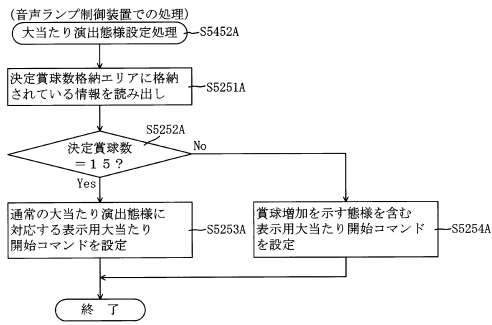 (音声ランプ制御装置での処理)
大当たり演出態様設定処理
S5452A
決定賞球数格納エリアに格納
されている情報を読み出し
S5251A
S5252A
決定賞球数
=15?
No
Yes
通常の大当たり演出態様に
対応する表示用大当たり
開始コマンドを設定
S5253A
賞球増加を示す態様を含む
表示用大当たり開始コマンド
を設定
S5254A
終 了